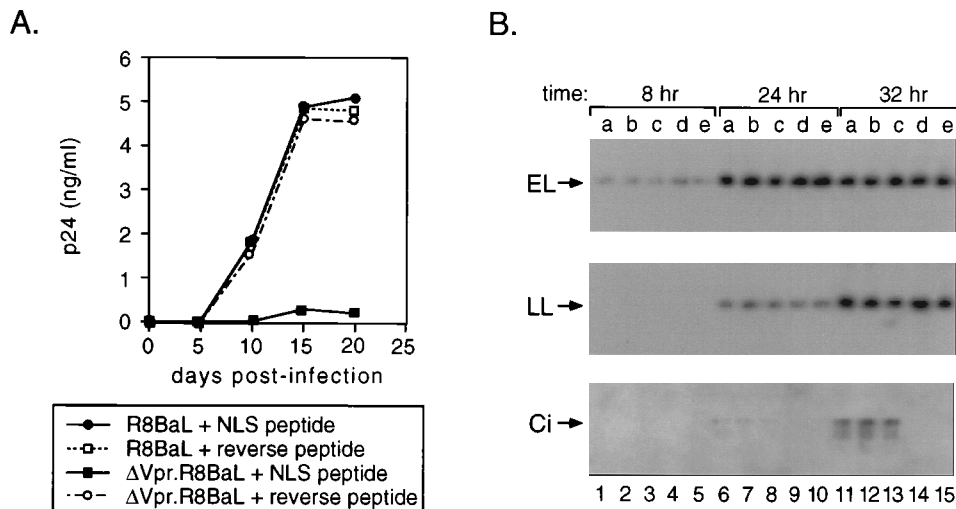 A.
6
5
4
3
2
1
0
p24 (ng/ml)
0 5 10 15 20 25
days post-infection
R8BaL + NLS peptide
R8BaL + reverse peptide
ΔVpr.R8BaL + NLS peptide
ΔVpr.R8BaL + reverse peptide
B.
time: 8 hr 24 hr 32 hr
a b c d e a b c d e a b c d e
EL
LL
Ci
1 2 3 4 5 6 7 8 9 10 11 12 13 14 15